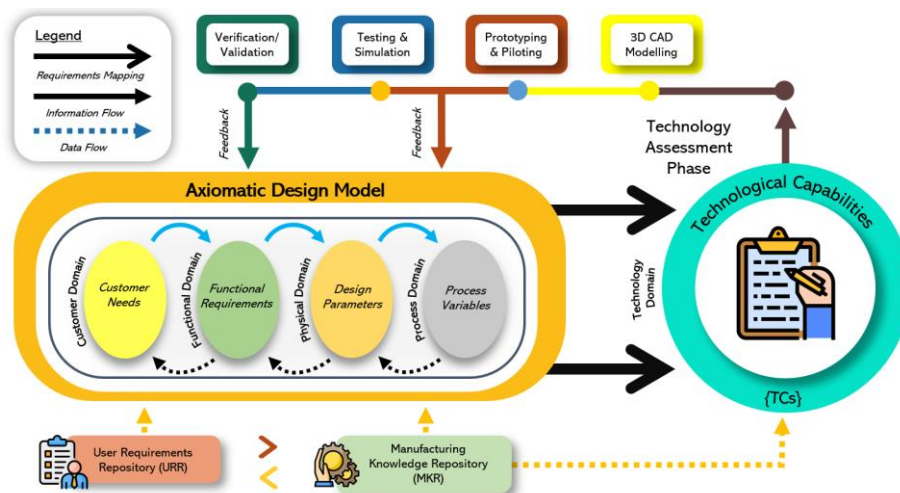 Legend
Requirements Mapping
Information Flow
Data Flow
Verification/
Validation
Testing &
Simulation
Prototyping
& Piloting
3D CAD
Modelling
Feedback
Feedback
Technology
Assessment
Phase
Axiomatic Design Model
Customer Domain
Customer
Needs
Functional Domain
Functional
Requirements
Physical Domain
Design
Parameters
Process Domain
Process
Variables
Technology
Domain
Technological Capabilities
{TCs}
User Requirements
Repository (URR)
Manufacturing
Knowledge Repository
(MKR)